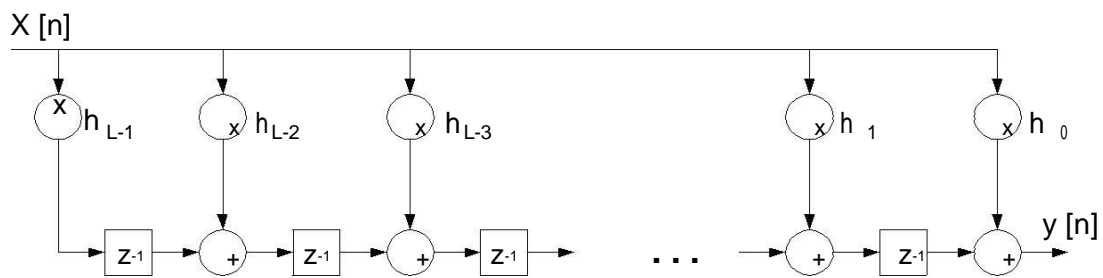 X [n]
x h L-1 x h L-2 x h L-3 x h 1 x h 0
z-1 + z-1 + z-1 ... + z-1 + y [n]